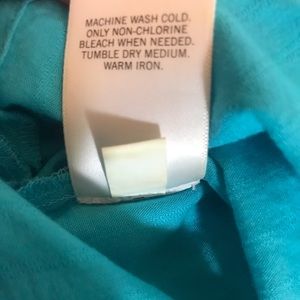 MACHINE WASH COLD.
ONLY NON-CHLORINE
BLEACH WHEN NEEDED.
TUMBLE DRY MEDIUM.
WARM IRON.